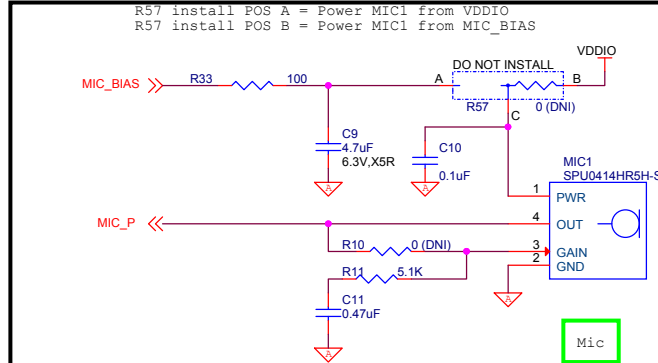 R57 install POS A = Power MIC1 from VDDIO
R57 install POS B = Power MIC1 from MIC_BIAS
VDDIO
DO NOT INSTALL
MIC_BIAS
R33
100
A
B
R57
0 (DNI)
C
C9
4.7uF
6.3V,X5R
C10
0.1uF
A
A
MIC1
SPU0414HR5H-S
1
PWR
MIC_P
4
OUT
R10
0 (DNI)
3
GAIN
2
GND
R11
5.1K
C11
0.47uF
A
A
Mic